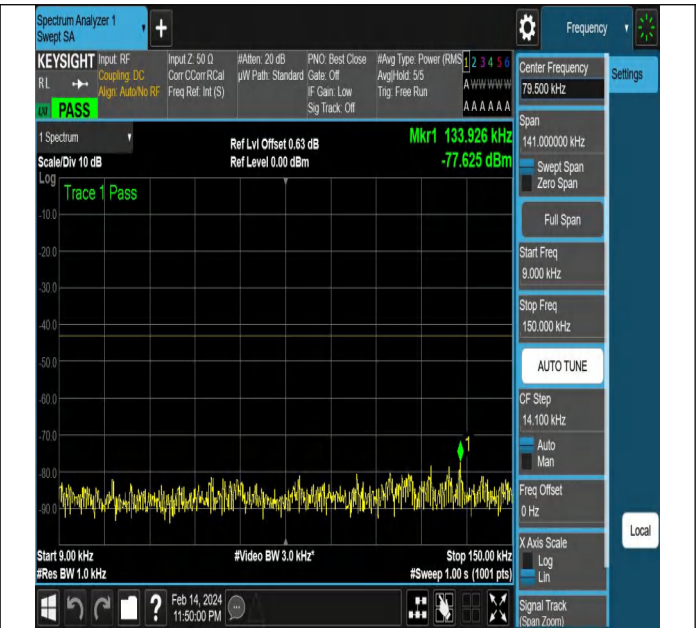 Spectrum Analyzer 1
Swept SA
+
Frequency
KEYSIGHT
RL
PASS
Input: RF
Coupling: DC
Align: Auto/No RF
Input Z: 50 Ω
Corr CCorr RCal
Freq Ref: Int (S)
#Atten: 20 dB
µW Path: Standard
PNO: Best Close
Gate: Off
IF Gain: Low
Sig Track: Off
#Avg Type: Power (RMS
Avg|Hold: 5/5
Trig: Free Run
1 2 3 4 5 6
A W W W W W
A A A A A A
1 Spectrum
Scale/Div 10 dB
Ref Lvl Offset 0.63 dB
Ref Level 0.00 dBm
Mkr1 133.926 kHz
-77.625 dBm
Log
Trace 1 Pass
-10.0
-20.0
-30.0
-40.0
-50.0
-60.0
-70.0
-80.0
-90.0
1
Start 9.00 kHz
#Res BW 1.0 kHz
#Video BW 3.0 kHz*
Stop 150.00 kHz
#Sweep 1.00 s (1001 pts)
?
Feb 14, 2024
11:50:00 PM
Center Frequency
79.500 kHz
Settings
Span
141.000000 kHz
Swept Span
Zero Span
Full Span
Start Freq
9.000 kHz
Stop Freq
150.000 kHz
AUTO TUNE
CF Step
14.100 kHz
Auto
Man
Freq Offset
0 Hz
Local
X Axis Scale
Log
Lin
Signal Track
(Span Zoom)